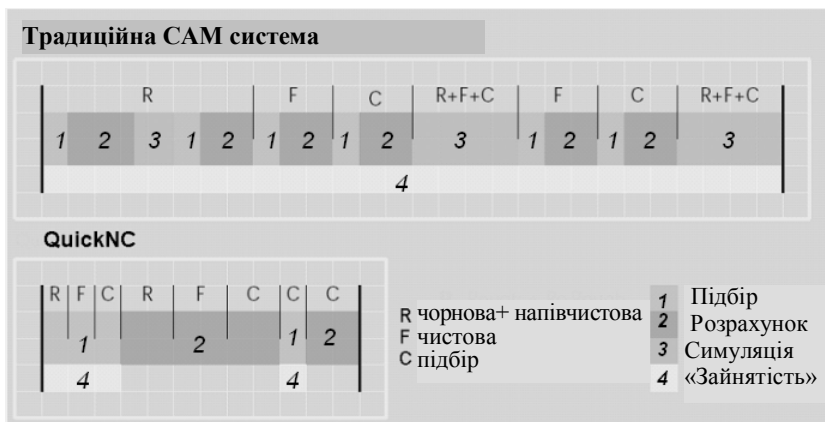 Традиційна CAM система
R F C R+F+C F C R+F+C
1 2 3 1 2 1 2 1 2 3 1 2 1 2 3
4
QuickNC
R F C R F C C C
1 2 1 2
4 4
R чорнова+ напівчистова
F чистова
C підбір
1 Підбір
2 Розрахунок
3 Симуляція
4 «Зайнятість»